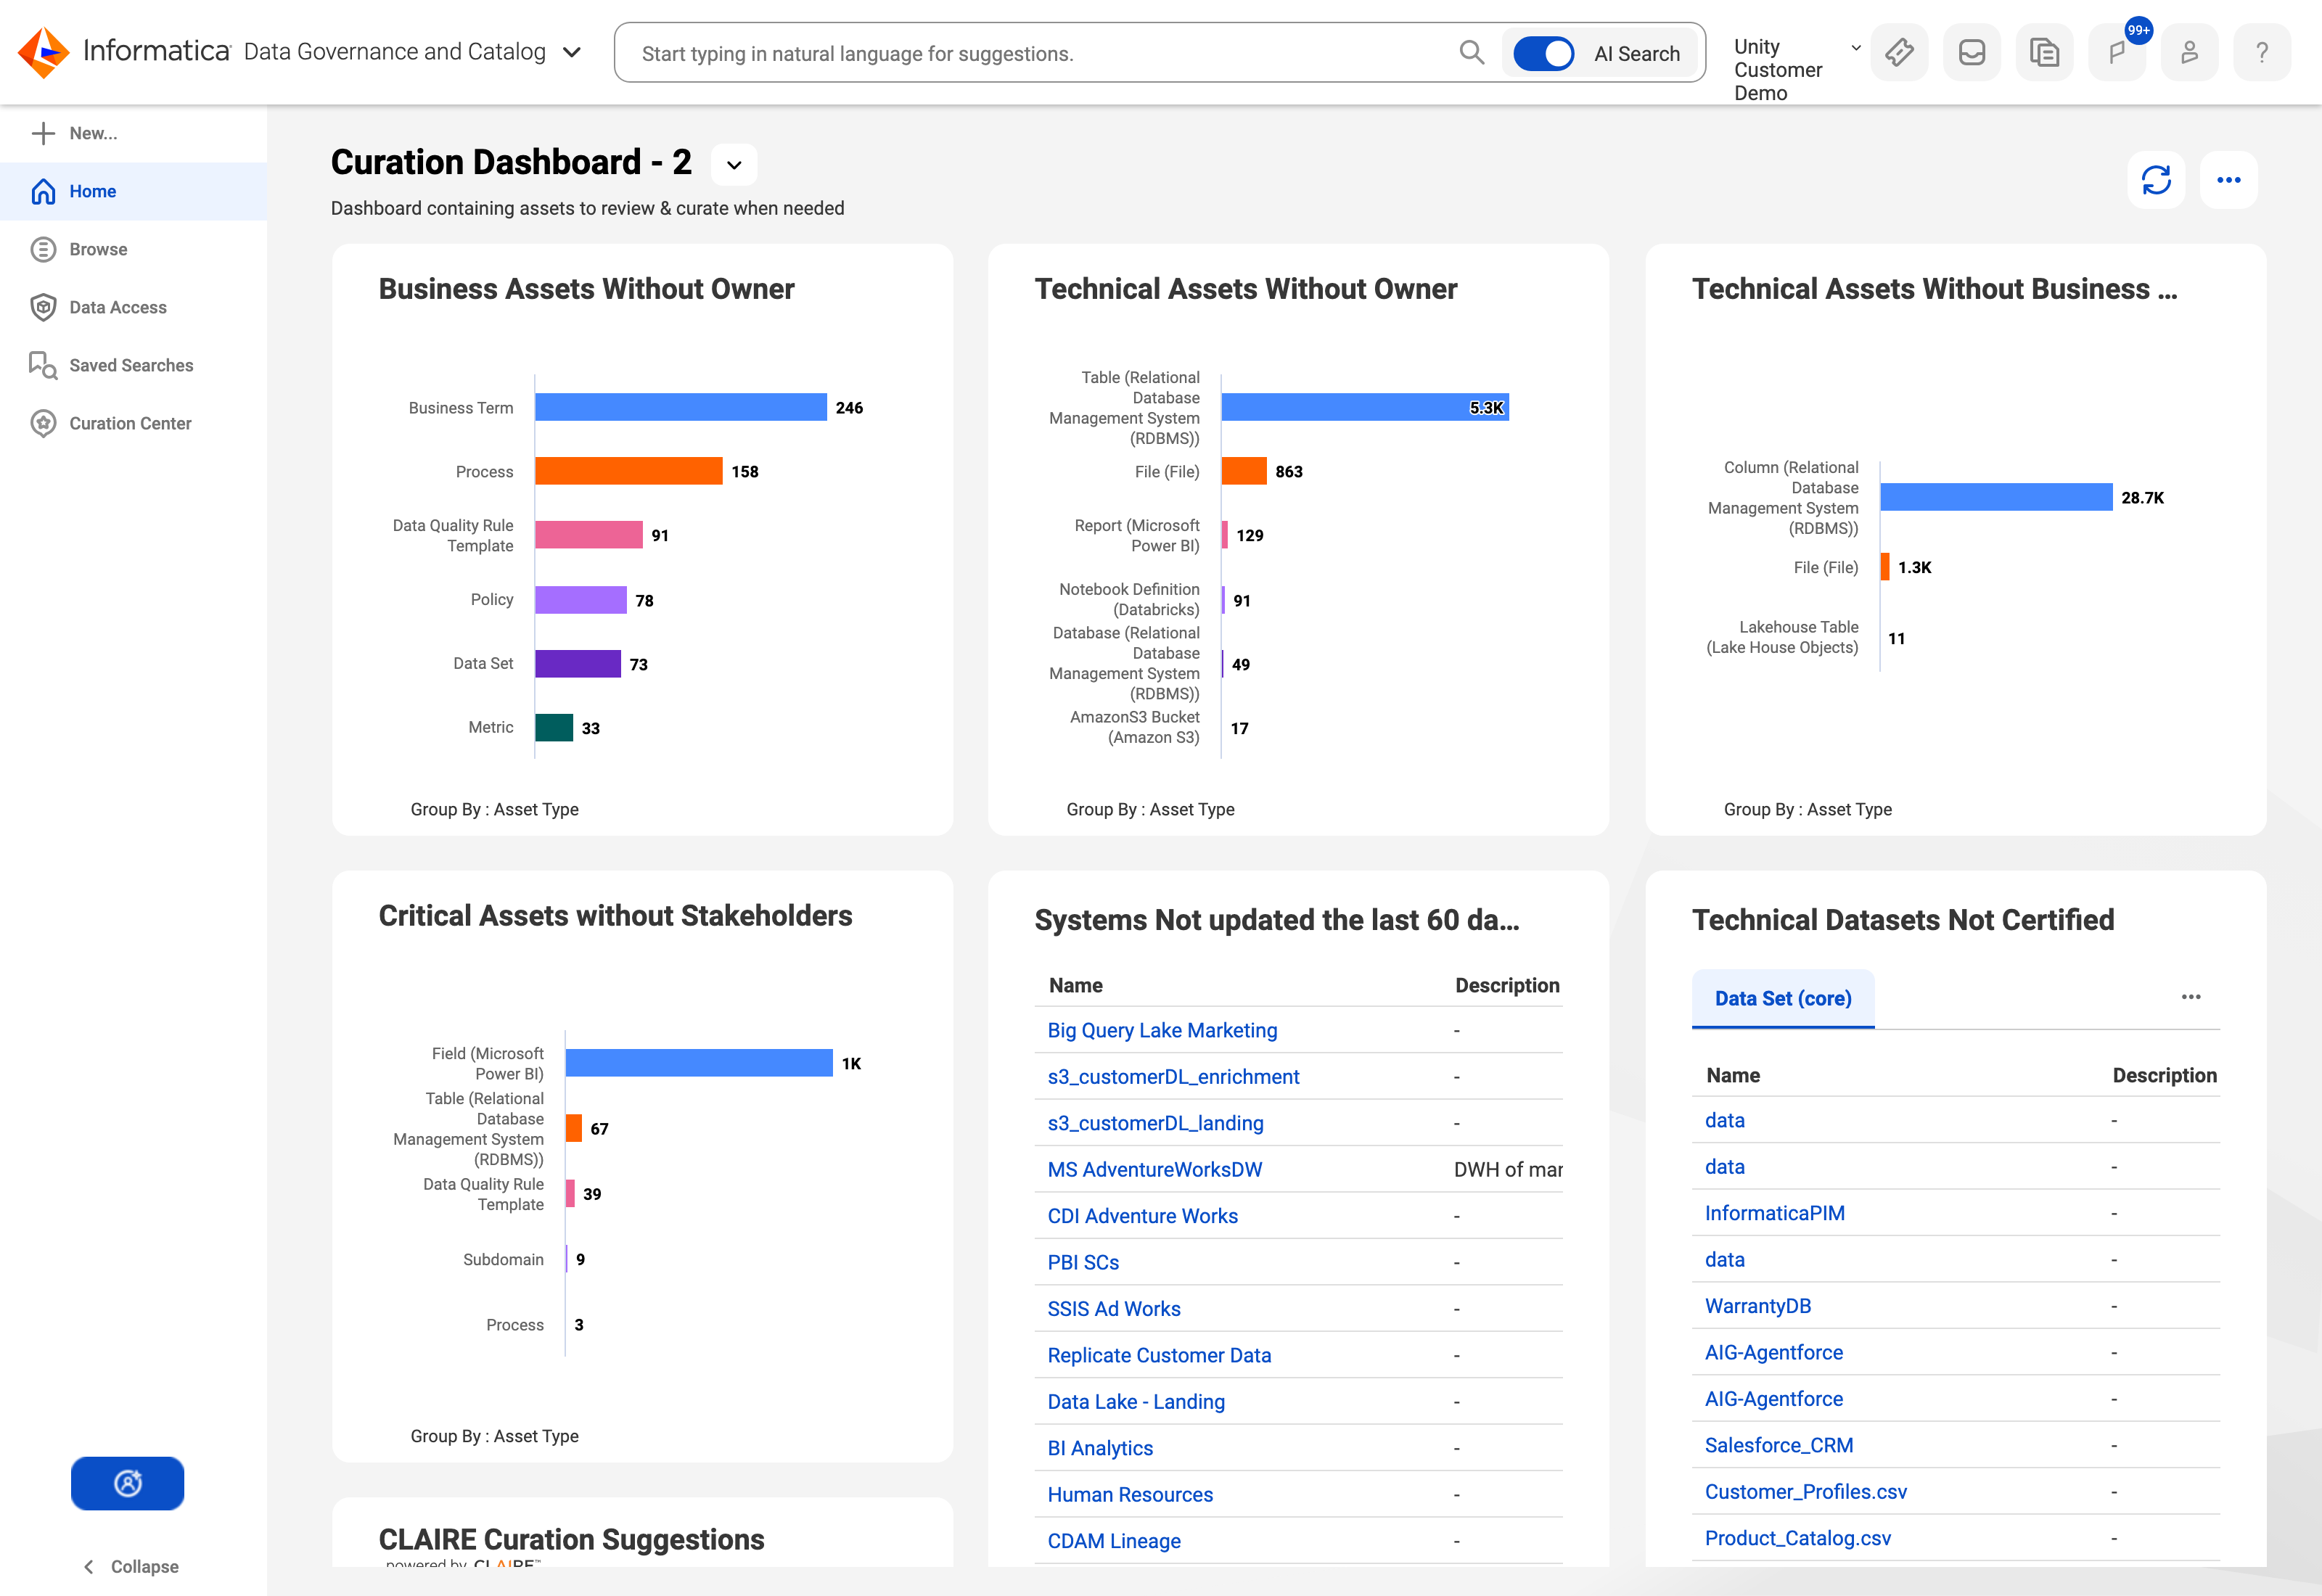 Informatica Data Governance and Catalog
Start typing in natural language for suggestions.
AI Search
Unity
Customer
Demo
99+
?
New...
Home
Browse
Data Access
Saved Searches
Curation Center
Collapse
Curation Dashboard - 2
Dashboard containing assets to review & curate when needed
Business Assets Without Owner
Business Term 246
Process 158
Data Quality Rule
Template 91
Policy 78
Data Set 73
Metric 33
Group By : Asset Type
Technical Assets Without Owner
Table (Relational
Database
Management System
(RDBMS)) 5.3K
File (File) 863
Report (Microsoft
Power BI) 129
Notebook Definition
(Databricks) 91
Database (Relational
Database
Management System
(RDBMS)) 49
AmazonS3 Bucket
(Amazon S3) 17
Group By : Asset Type
Technical Assets Without Business ...
Column (Relational
Database
Management System
(RDBMS)) 28.7K
File (File) 1.3K
Lakehouse Table
(Lake House Objects) 11
Group By : Asset Type
Critical Assets without Stakeholders
Field (Microsoft
Power BI) 1K
Table (Relational
Database
Management System
(RDBMS)) 67
Data Quality Rule
Template 39
Subdomain 9
Process 3
Group By : Asset Type
CLAIRE Curation Suggestions
powered by CLAIRE™
Systems Not updated the last 60 da...
Name Description
Big Query Lake Marketing -
s3_customerDL_enrichment -
s3_customerDL_landing -
MS AdventureWorksDW DWH of mar
CDI Adventure Works -
PBI SCs -
SSIS Ad Works -
Replicate Customer Data -
Data Lake - Landing -
BI Analytics -
Human Resources -
CDAM Lineage -
Technical Datasets Not Certified
Data Set (core)
Name Description
data -
data -
InformaticaPIM -
data -
WarrantyDB -
AIG-Agentforce -
AIG-Agentforce -
Salesforce_CRM -
Customer_Profiles.csv -
Product_Catalog.csv -